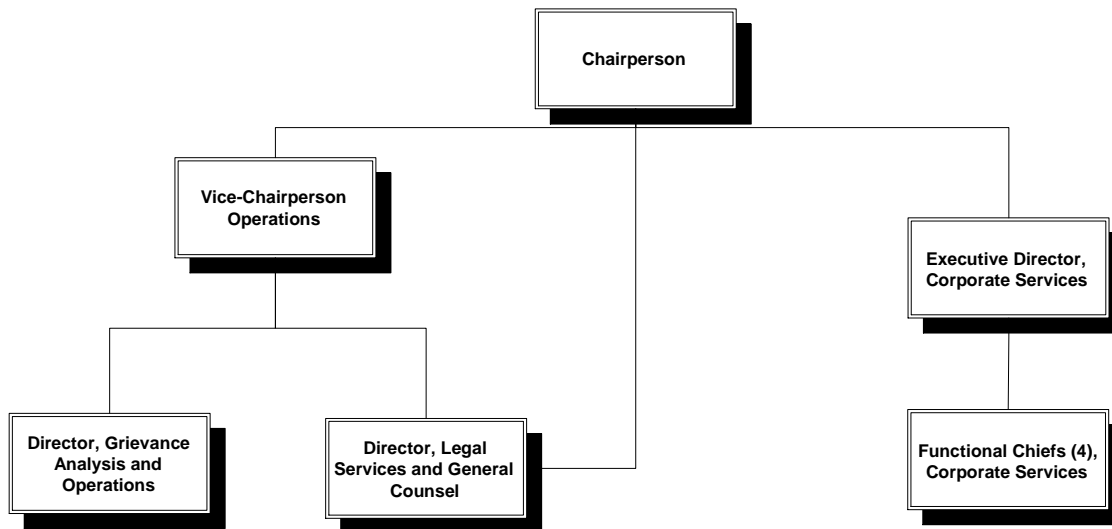 Chairperson
Vice-Chairperson
Operations
Executive Director,
Corporate Services
Director, Grievance
Analysis and
Operations
Director, Legal
Services and General
Counsel
Functional Chiefs (4),
Corporate Services